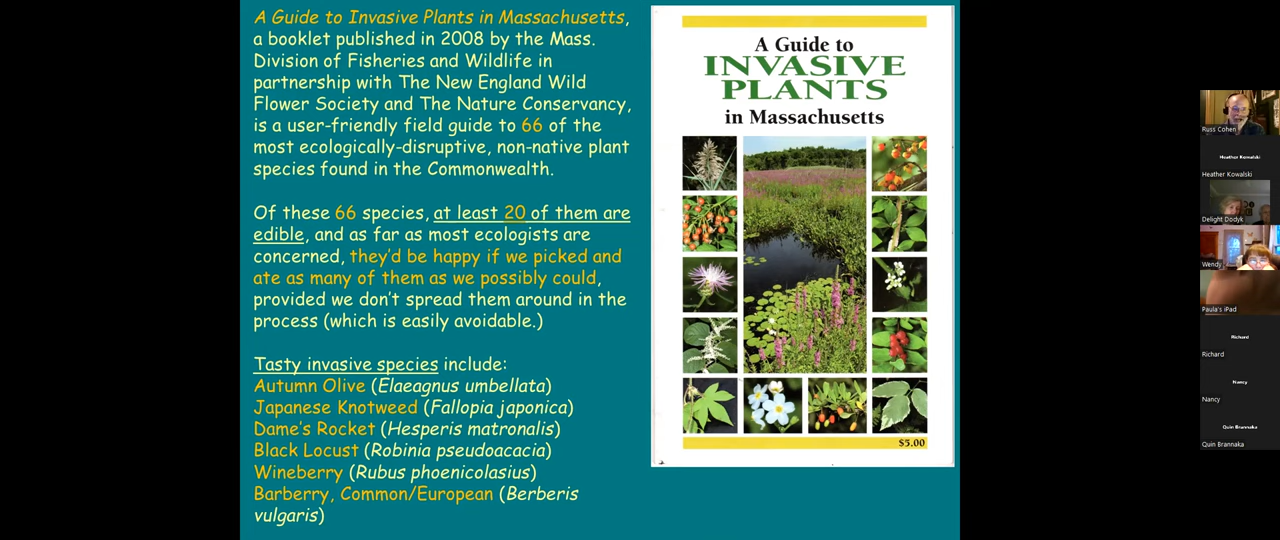 A Guide to Invasive Plants in Massachusetts,
a booklet published in 2008 by the Mass.
Division of Fisheries and Wildlife in
partnership with The New England Wild
Flower Society and The Nature Conservancy,
is a user-friendly field guide to 66 of the
most ecologically-disruptive, non-native plant
species found in the Commonwealth.
Of these 66 species, at least 20 of them are
edible, and as far as most ecologists are
concerned, they'd be happy if we picked and
ate as many of them as we possibly could,
provided we don't spread them around in the
process (which is easily avoidable.)
Tasty invasive species include:
Autumn Olive (Elaeagnus umbellata)
Japanese Knotweed (Fallopia japonica)
Dame's Rocket (Hesperis matronalis)
Black Locust (Robinia pseudoacacia)
Wineberry (Rubus phoenicolasius)
Barberry, Common/European (Berberis
vulgaris)
A Guide to
INVASIVE
PLANTS
in Massachusetts
$5.00
Russ Cohen
Heather Kowalski
Heather Kowalski
Delight Dodyk
Wendy
Paula's iPad
Richard
Richard
Nancy
Nancy
Quin Brannaka
Quin Brannaka